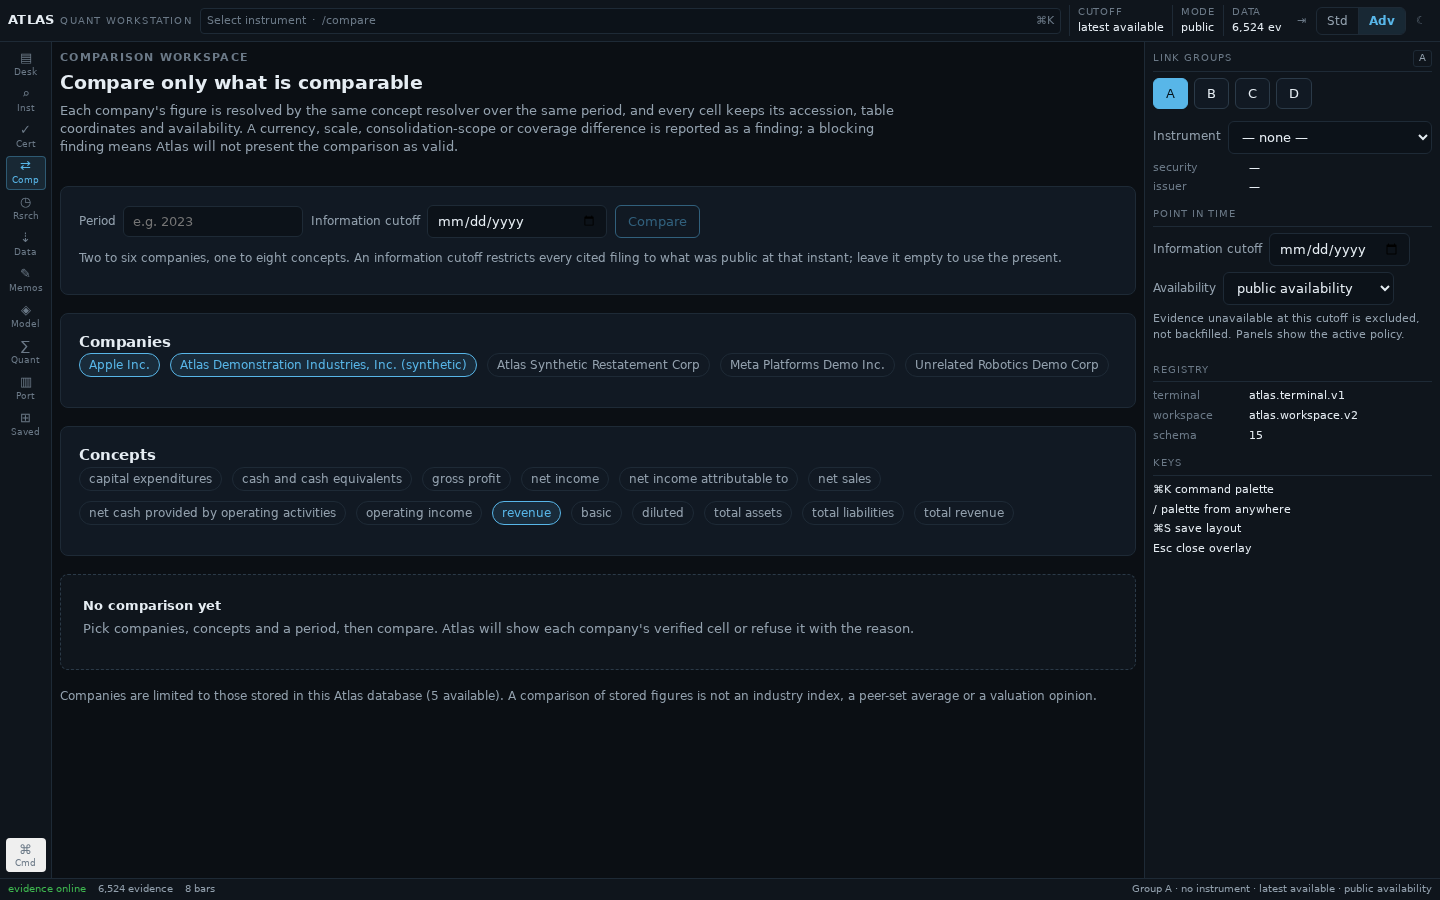 ATLAS QUANT WORKSTATION
Select instrument · /compare ⌘K
CUTOFF
latest available
MODE
public
DATA
6,524 ev
Std Adv
Desk
Inst
Cert
Comp
Rsrch
Data
Memos
Model
Quant
Port
Saved
Cmd
COMPARISON WORKSPACE
Compare only what is comparable
Each company's figure is resolved by the same concept resolver over the same period, and every cell keeps its accession, table
coordinates and availability. A currency, scale, consolidation-scope or coverage difference is reported as a finding; a blocking
finding means Atlas will not present the comparison as valid.
Period e.g. 2023 Information cutoff mm/dd/yyyy Compare
Two to six companies, one to eight concepts. An information cutoff restricts every cited filing to what was public at that instant; leave it empty to use the present.
Companies
Apple Inc. Atlas Demonstration Industries, Inc. (synthetic) Atlas Synthetic Restatement Corp Meta Platforms Demo Inc. Unrelated Robotics Demo Corp
Concepts
capital expenditures cash and cash equivalents gross profit net income net income attributable to net sales
net cash provided by operating activities operating income revenue basic diluted total assets total liabilities total revenue
No comparison yet
Pick companies, concepts and a period, then compare. Atlas will show each company's verified cell or refuse it with the reason.
Companies are limited to those stored in this Atlas database (5 available). A comparison of stored figures is not an industry index, a peer-set average or a valuation opinion.
LINK GROUPS A
A B C D
Instrument — none —
security —
issuer —
POINT IN TIME
Information cutoff mm/dd/yyyy
Availability public availability
Evidence unavailable at this cutoff is excluded,
not backfilled. Panels show the active policy.
REGISTRY
terminal atlas.terminal.v1
workspace atlas.workspace.v2
schema 15
KEYS
⌘K command palette
/ palette from anywhere
⌘S save layout
Esc close overlay
evidence online 6,524 evidence 8 bars
Group A · no instrument · latest available · public availability